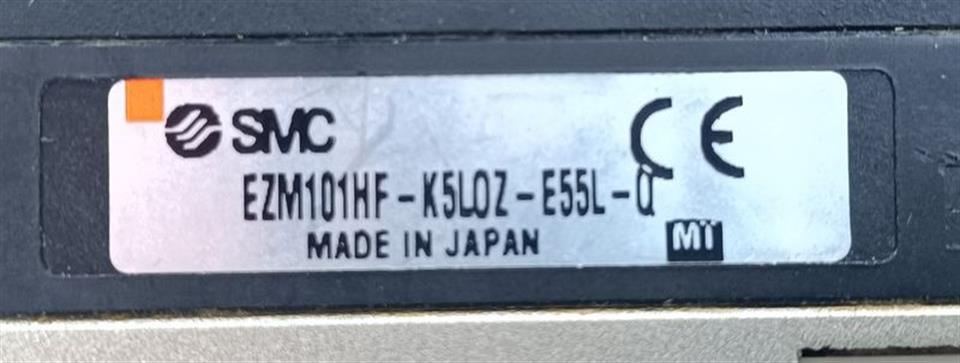 SMC CE
EZM101HF-K5LOZ-E55L-Q
MADE IN JAPAN MI